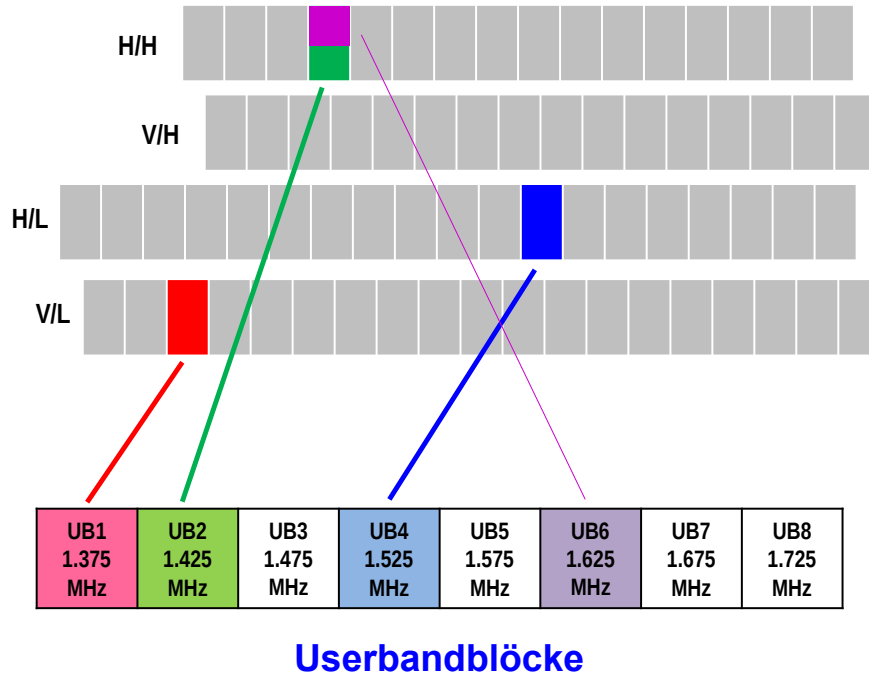 H/H
V/H
H/L
V/L
UB1
1.375
MHz
UB2
1.425
MHz
UB3
1.475
MHz
UB4
1.525
MHz
UB5
1.575
MHz
UB6
1.625
MHz
UB7
1.675
MHz
UB8
1.725
MHz
Userbandblöcke